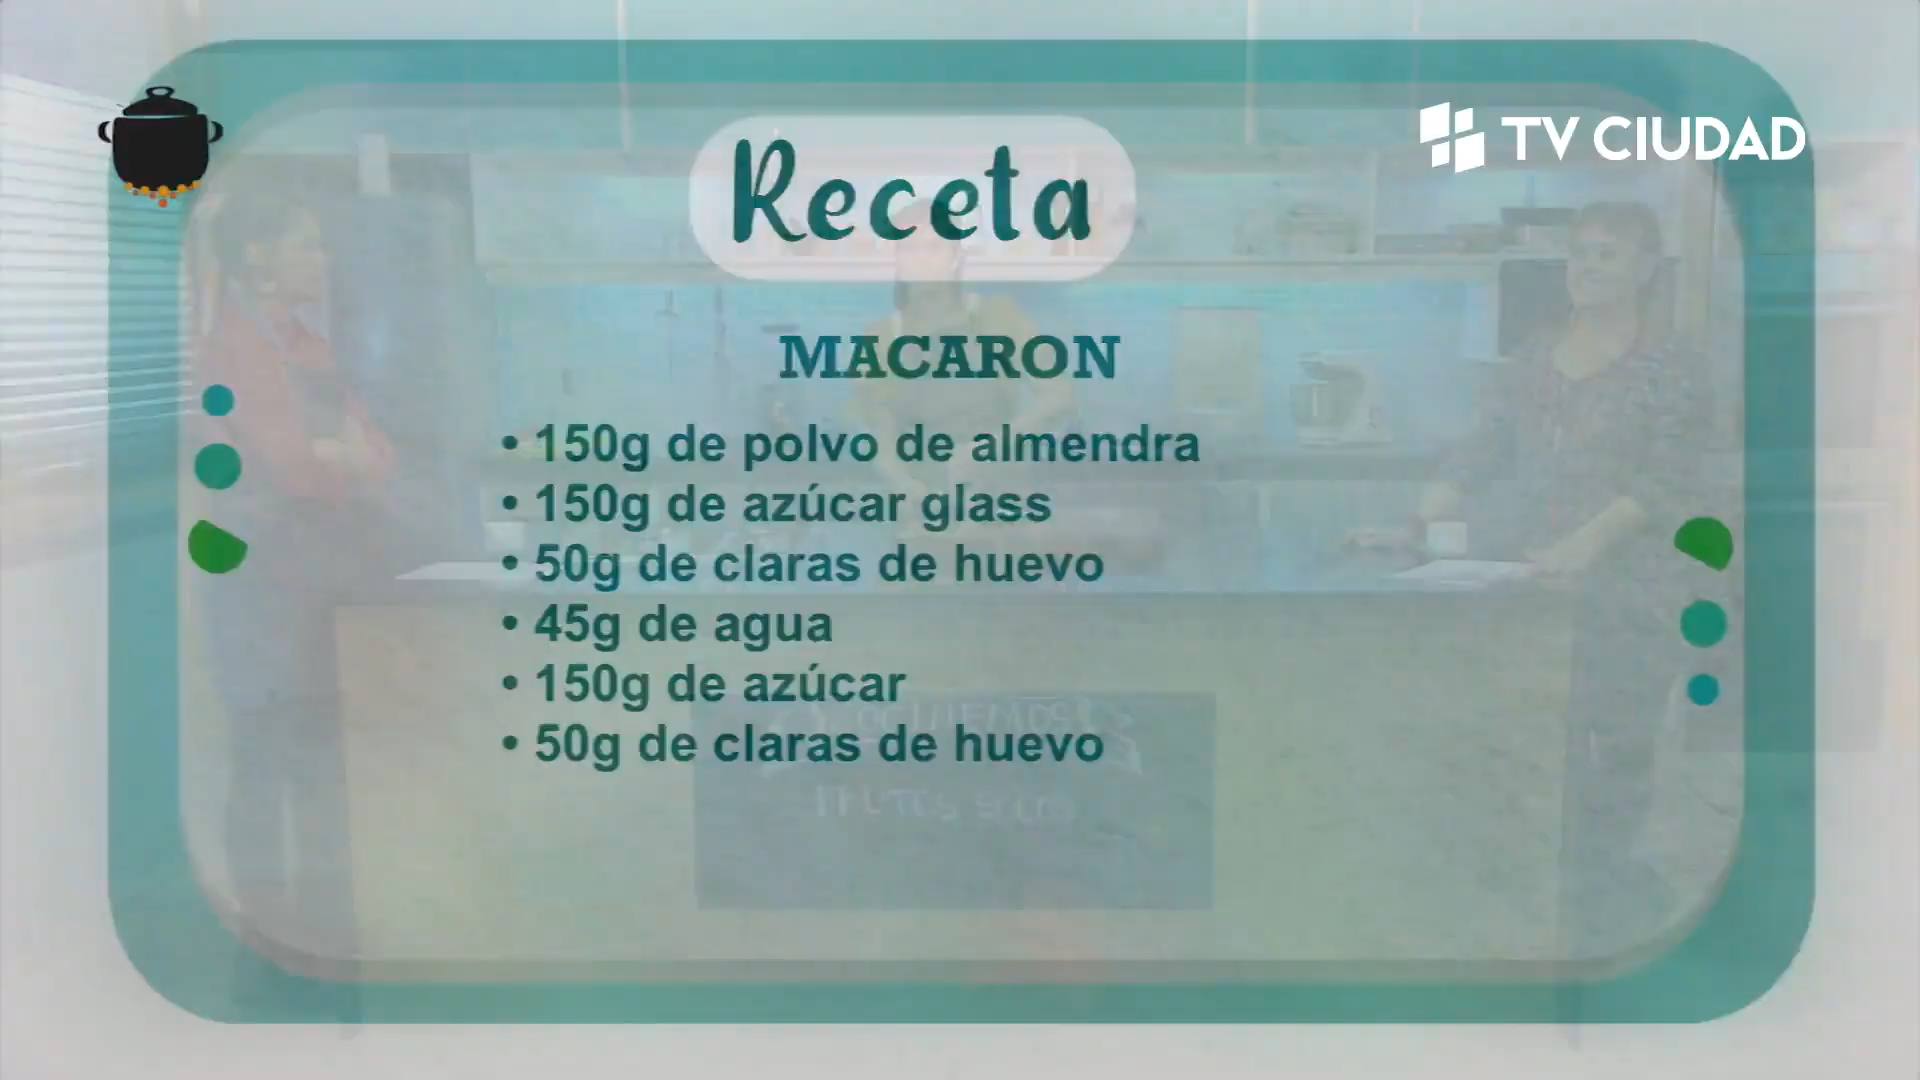 TV CIUDAD
Receta
MACARON
• 150g de polvo de almendra
• 150g de azúcar glass
• 50g de claras de huevo
• 45g de agua
• 150g de azúcar
• 50g de claras de huevo